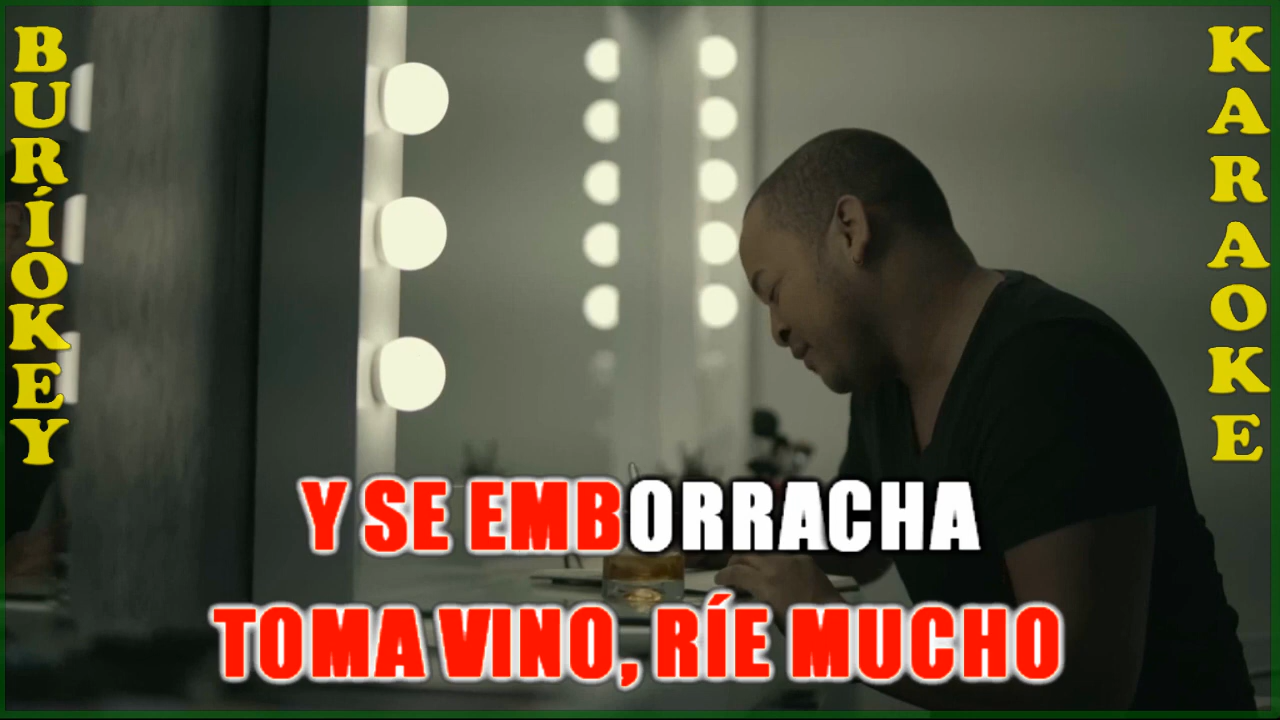 BURÍOKEY
KARAOKE
Y SE EMBORRACHA
TOMA VINO, RÍE MUCHO